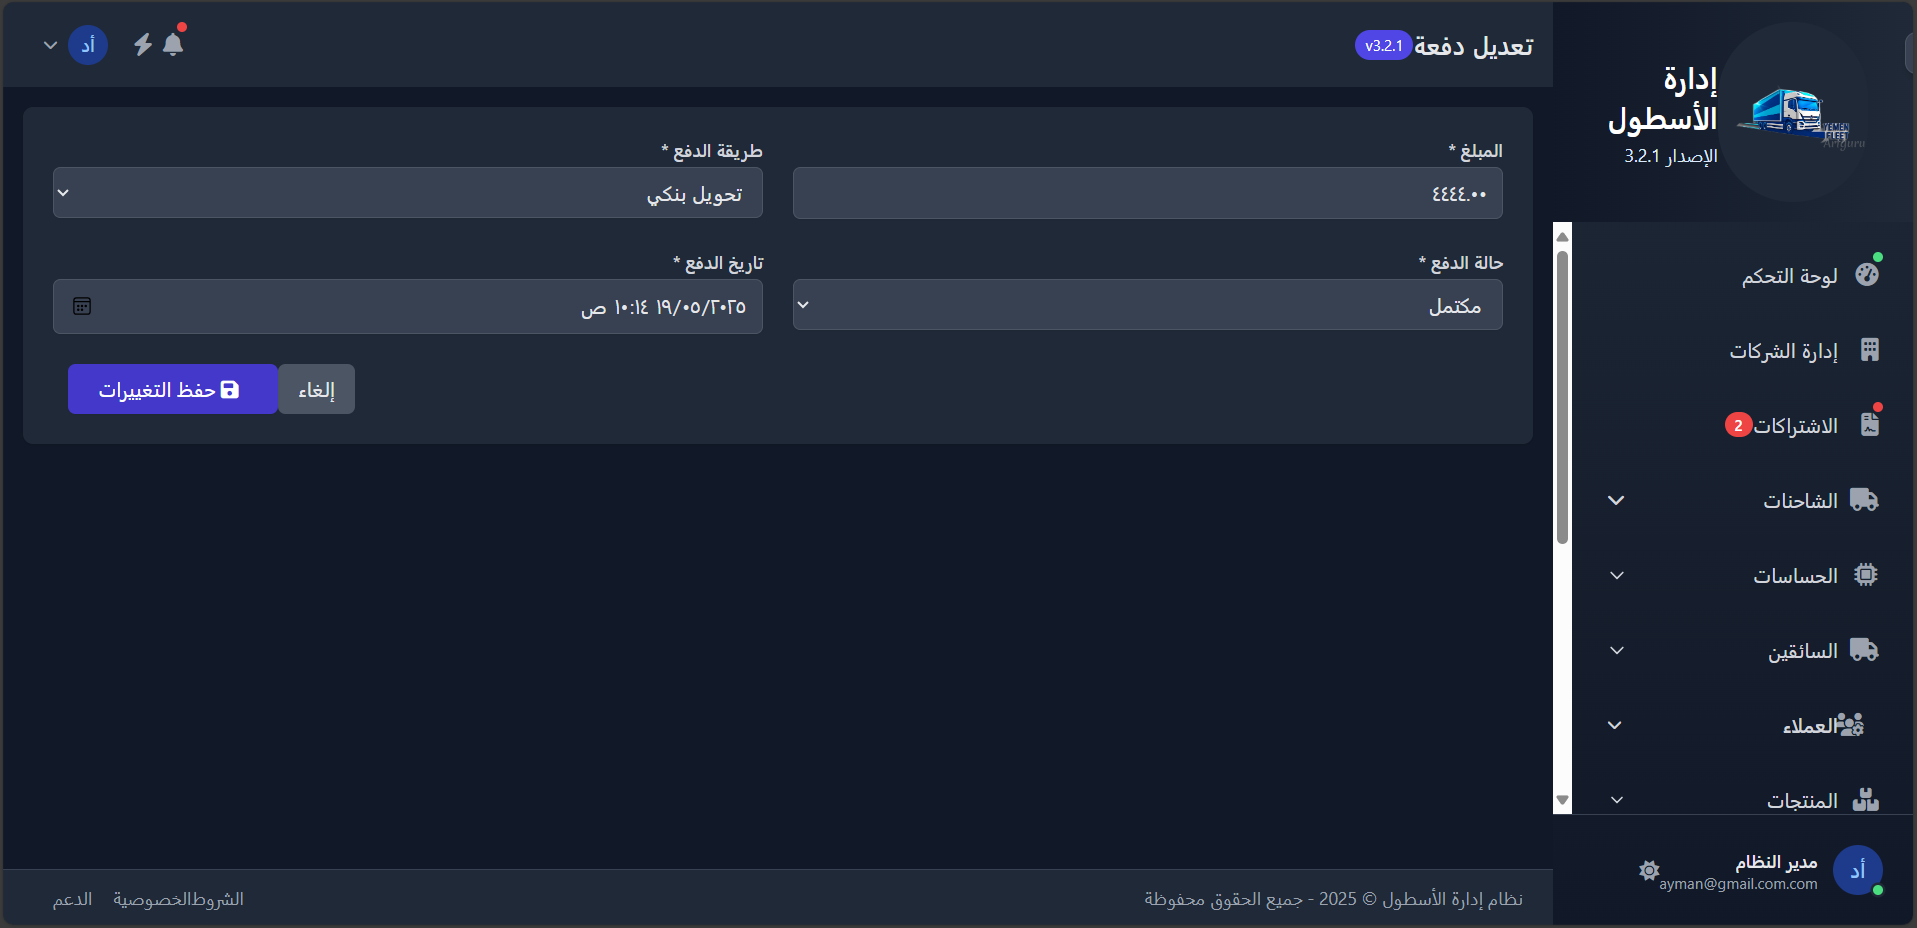 إدارة
الأسطول
الإصدار 3.2.1
YEMEN
FLEET
Artguru
لوحة التحكم
إدارة الشركات
الاشتراكات 2
الشاحنات
الحساسات
السائقين
العملاء
المنتجات
أد
مدير النظام
ayman@gmail.com.com
تعديل دفعة v3.2.1
أد
المبلغ *
٤٤٤٤.٠٠
طريقة الدفع *
تحويل بنكي
حالة الدفع *
مكتمل
تاريخ الدفع *
١٩/٠٥/٢٠٢٥ ١٠:١٤ ص
إلغاء
حفظ التغييرات
نظام إدارة الأسطول © 2025 - جميع الحقوق محفوظة
الشروط الخصوصية الدعم